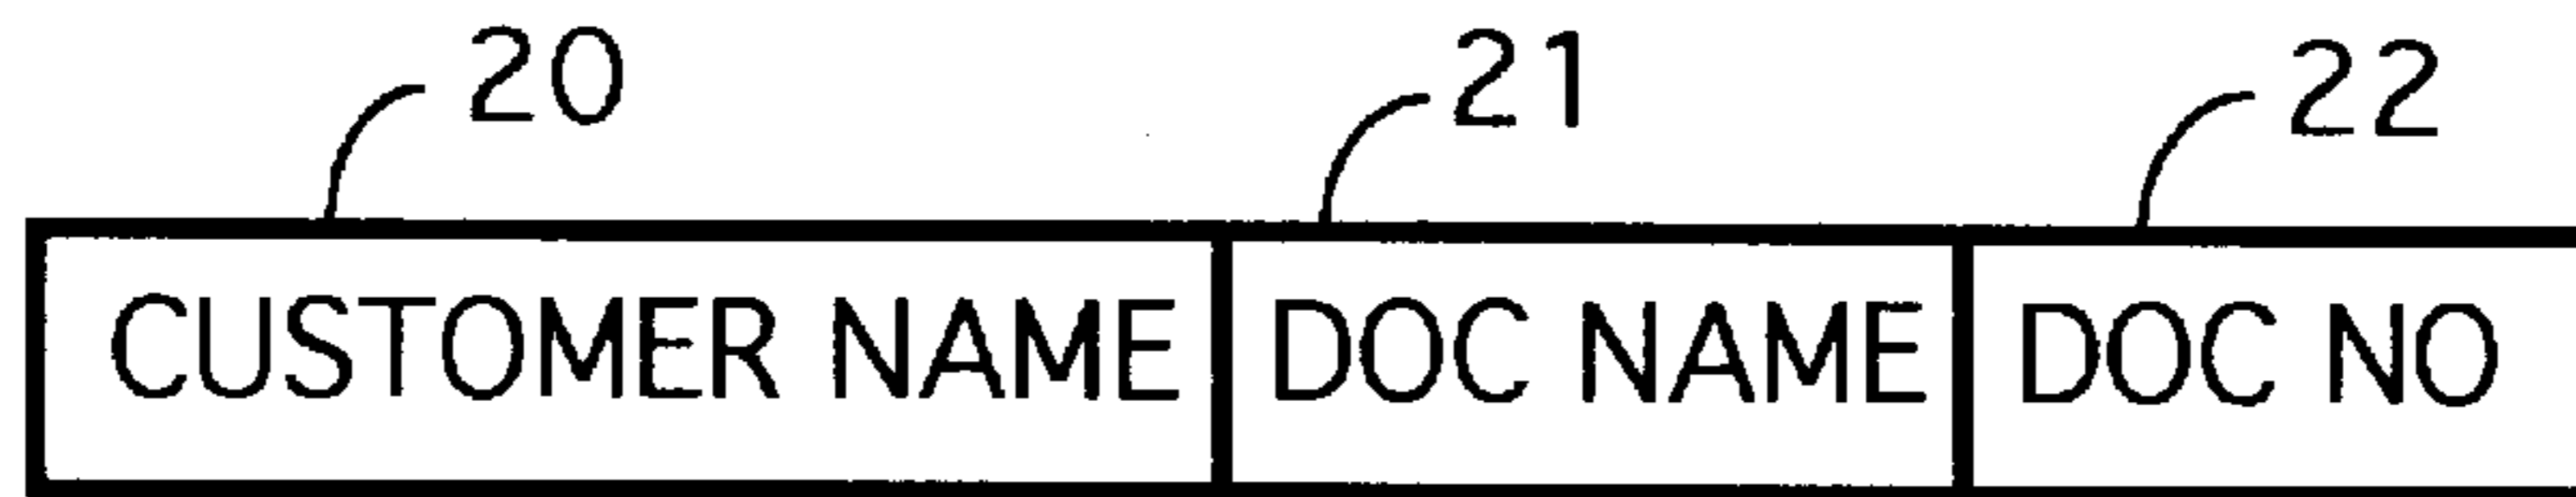 20 21 22
CUSTOMER NAME DOC NAME DOC NO